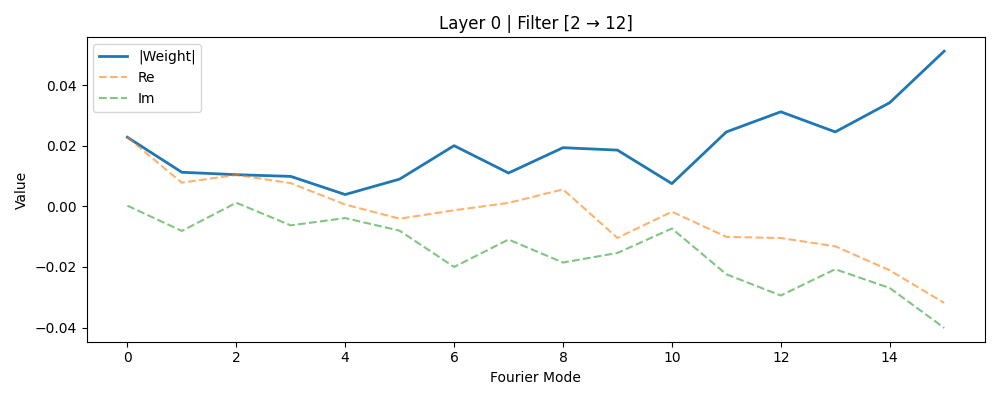 Layer 0 | Filter [2 → 12]
|Weight|
Re
Im
Value
0.04
0.02
0.00
−0.02
−0.04
0 2 4 6 8 10 12 14
Fourier Mode